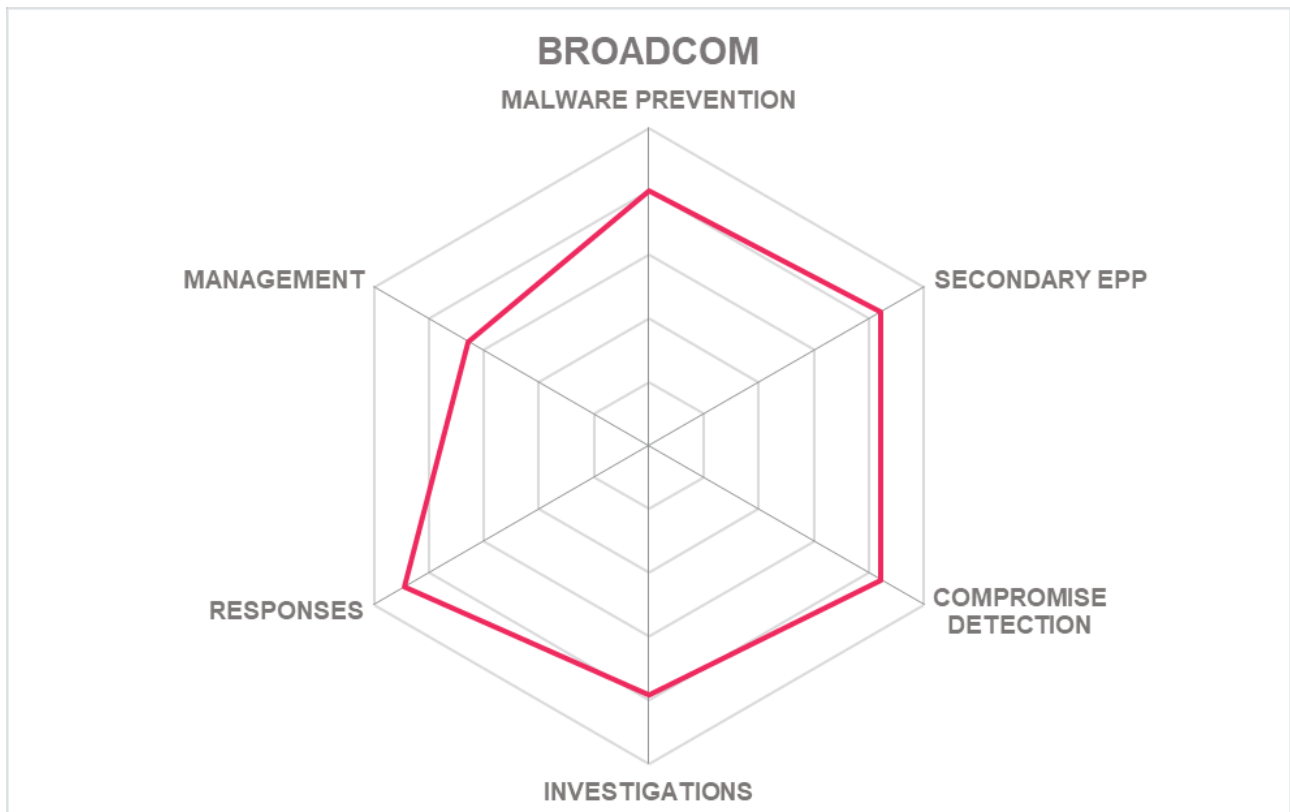 BROADCOM
MALWARE PREVENTION
MANAGEMENT
SECONDARY EPP
RESPONSES
COMPROMISE
DETECTION
INVESTIGATIONS